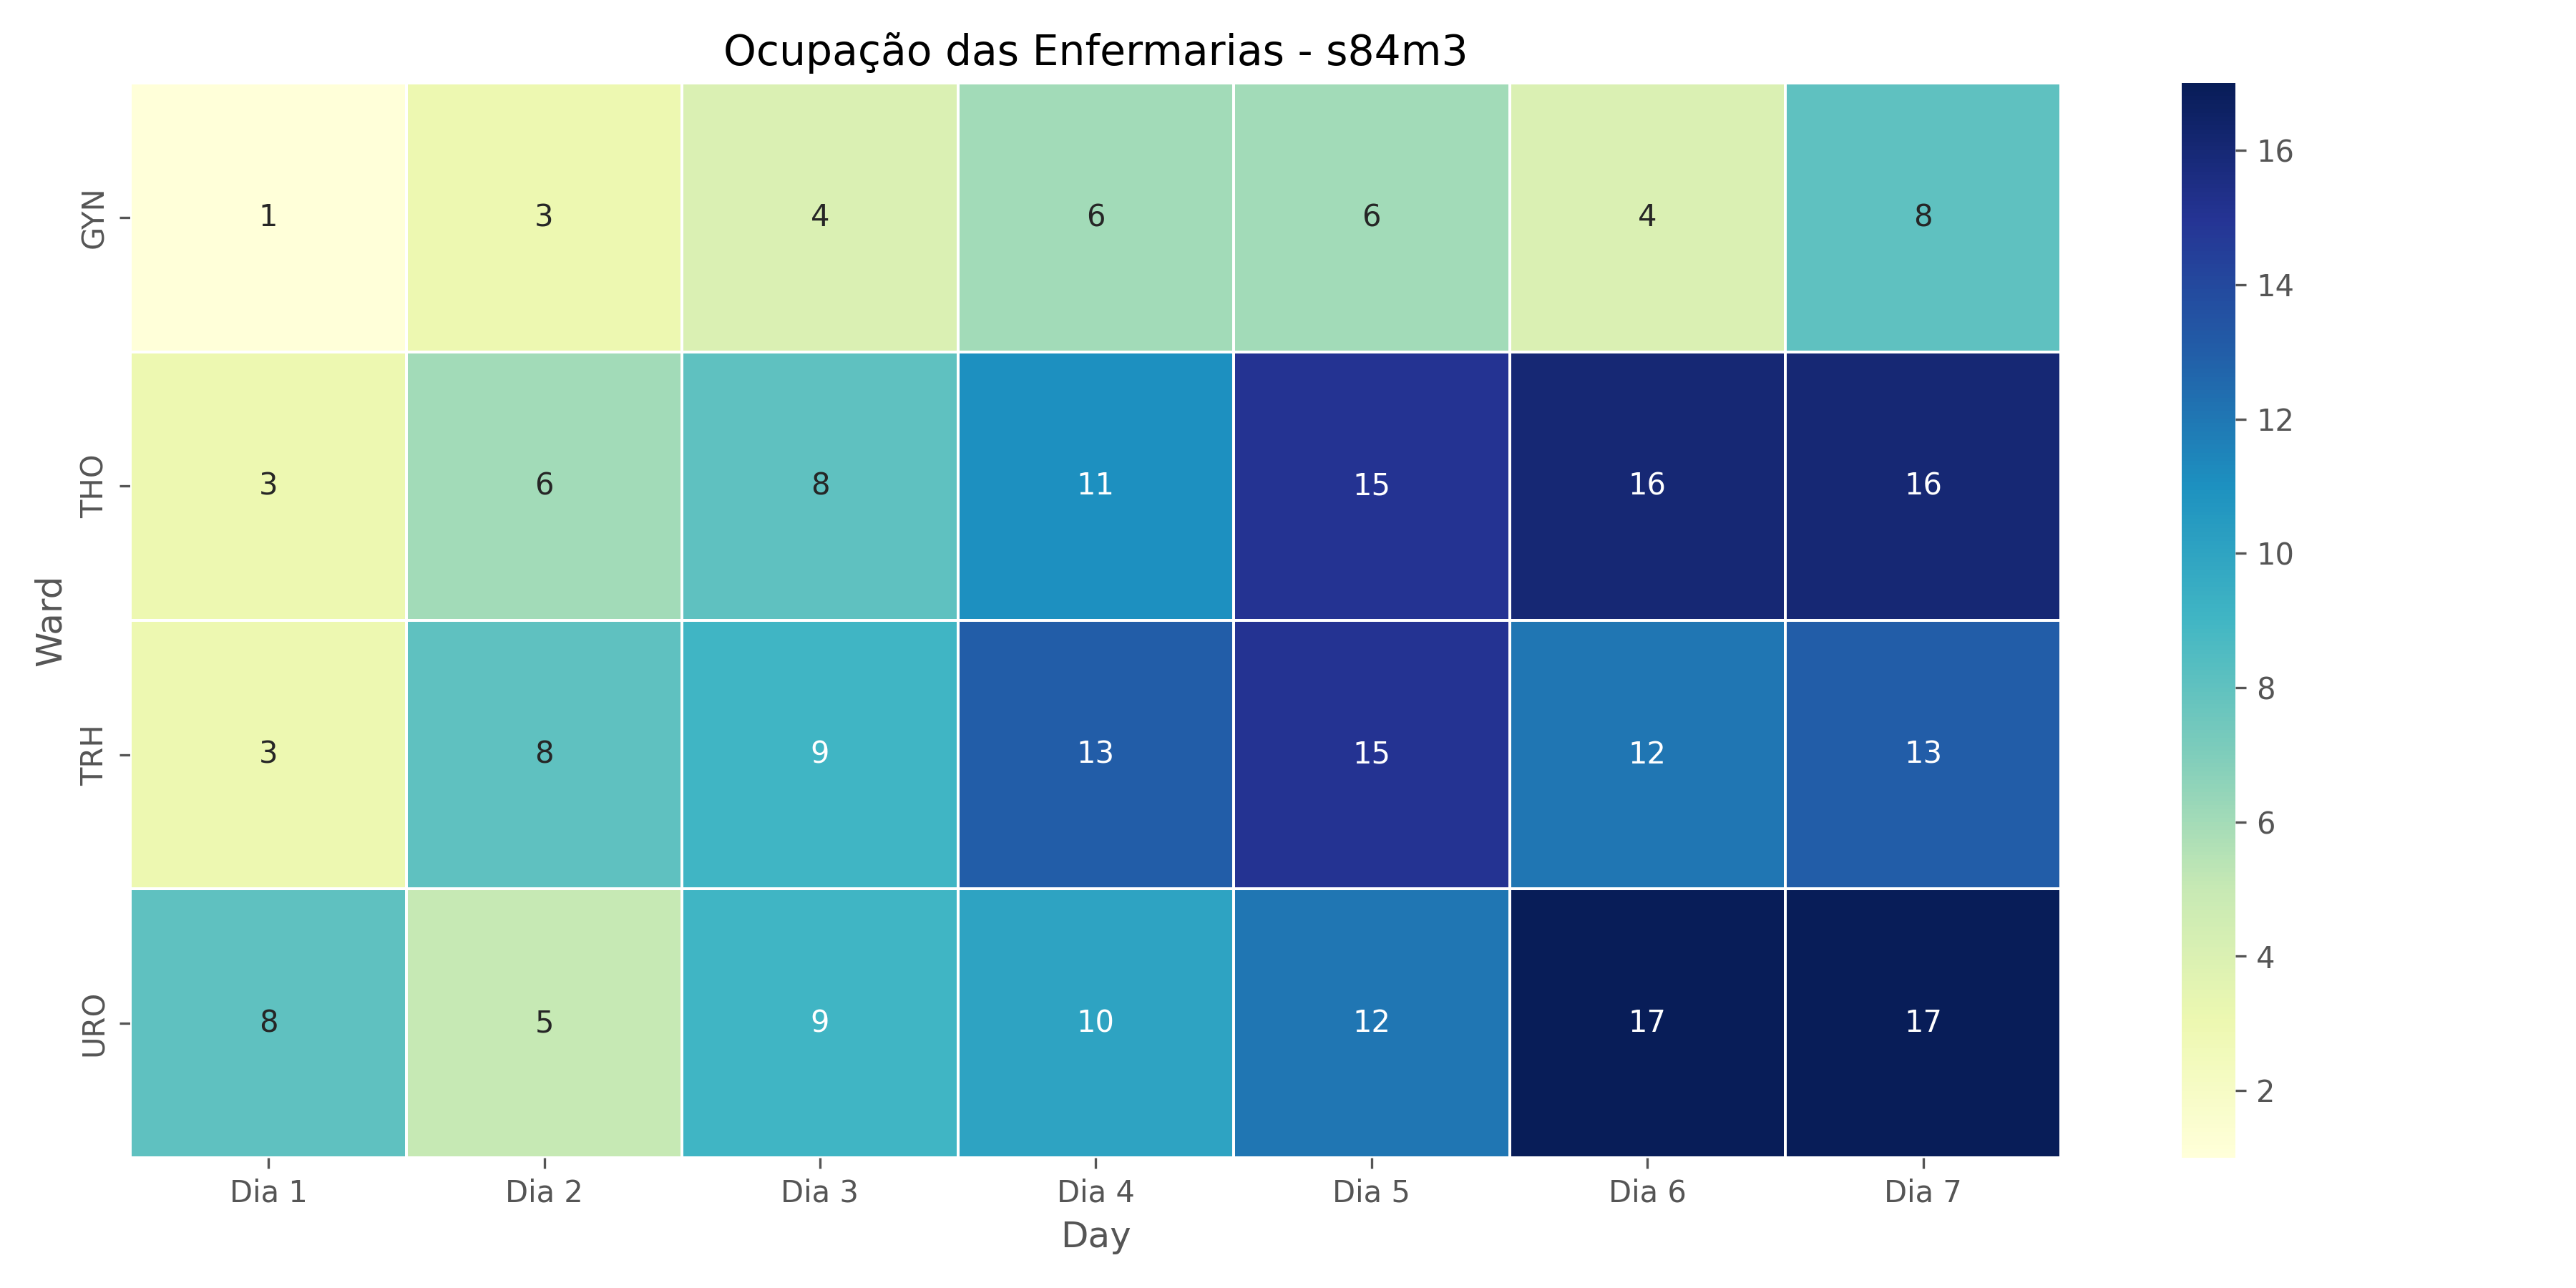 Ocupação das Enfermarias - s84m3
GYN 1 3 4 6 6 4 8
THO 3 6 8 11 15 16 16
TRH 3 8 9 13 15 12 13
URO 8 5 9 10 12 17 17
Ward
Dia 1 Dia 2 Dia 3 Dia 4 Dia 5 Dia 6 Dia 7
Day
16
14
12
10
8
6
4
2